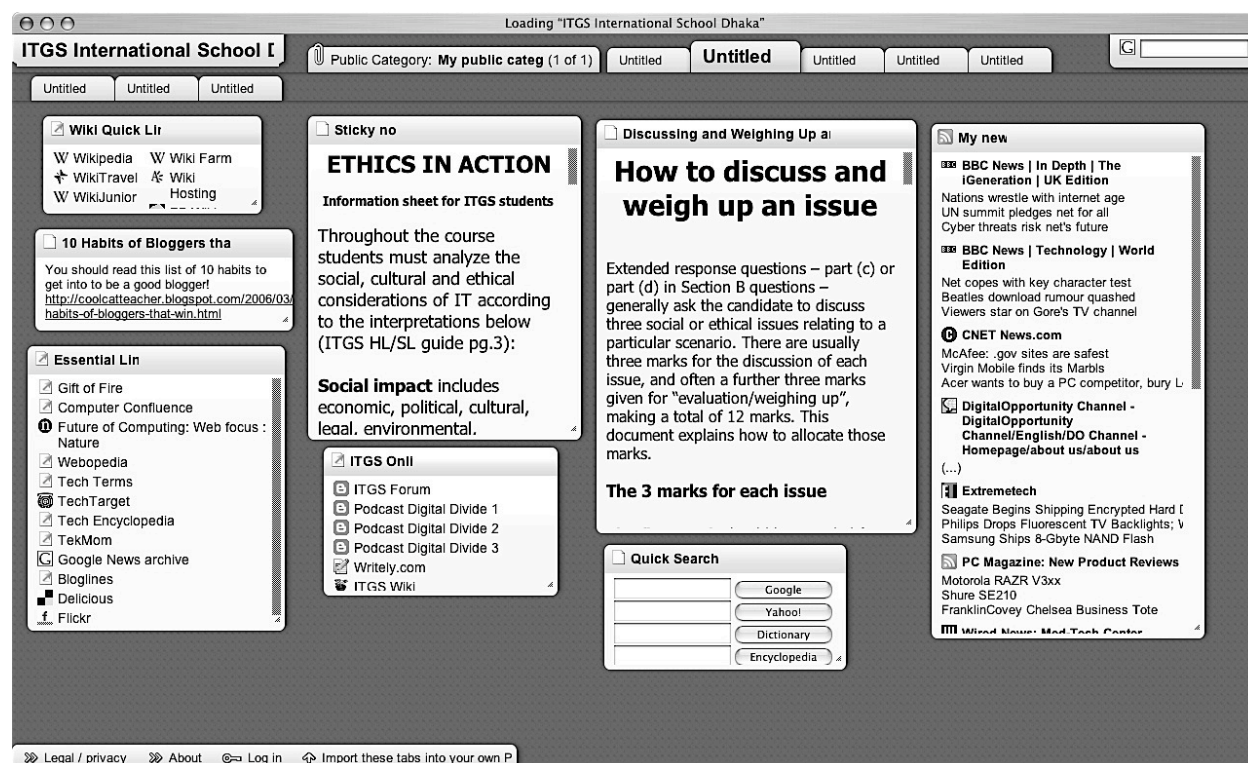 Loading “ITGS International School Dhaka”
ITGS International School
Public Category: My public categ (1 of 1)
Untitled
Untitled
Untitled
Untitled
Untitled
G
Untitled
Untitled
Untitled
Wiki Quick
W Wikipedia
WikiTravel
W WikiJunior
W Wiki Farm
Wiki
Hosting
10 Habits of Bloggers tha
You should read this list of 10 habits to
get into to be a good blogger!
http://coolcatteacher.blogspot.com/2006/03/
habits-of-bloggers-that-win.html
Essential
Gift of Fire
Computer Confluence
Future of Computing: Web focus :
Nature
Webopedia
Tech Terms
TechTarget
Tech Encyclopedia
TekMom
G Google News archive
Bloglines
Delicious
f Flickr
Sticky no
ETHICS IN ACTION
Information sheet for ITGS students
Throughout the course
students must analyze the
social, cultural and ethical
considerations of IT according
to the interpretations below
(ITGS HL/SL guide pg.3):
Social impact includes
economic, political, cultural,
legal, environmental,
ITGS Onli
ITGS Forum
Podcast Digital Divide 1
Podcast Digital Divide 2
Podcast Digital Divide 3
Writely.com
ITGS Wiki
Discussing and Weighing Up
How to discuss and
weigh up an issue
Extended response questions – part (c) or
part (d) in Section B questions –
generally ask the candidate to discuss
three social or ethical issues relating to a
particular scenario. There are usually
three marks for the discussion of each
issue, and often a further three marks
given for “evaluation/weighing up”,
making a total of 12 marks. This
document explains how to allocate those
marks.
The 3 marks for each issue
Quick Search
Google
Yahoo!
Dictionary
Encyclopedia
My new
BBC BBC News | In Depth | The
iGeneration | UK Edition
Nations wrestle with internet age
UN summit pledges net for all
Cyber threats risk net's future
BBC BBC News | Technology | World
Edition
Net copes with key character test
Beatles download rumour quashed
Viewers star on Gore's TV channel
CNET News.com
McAfee: .gov sites are safest
Virgin Mobile finds its Marbls
Acer wants to buy a PC competitor, bury
DigitalOpportunity Channel -
DigitalOpportunity
Channel/English/DO Channel -
Homepage/about us/about us
(...)
Extremetech
Seagate Begins Shipping Encrypted Hard
Philips Drops Fluorescent TV Backlights;
Samsung Ships 8-Gbyte NAND Flash
PC Magazine: New Product Reviews
Motorola RAZR V3xx
Shure SE210
FranklinCovey Chelsea Business Tote
Wired News: Med-Tech Center
Legal / privacy
About
Log in
Import these tabs into your own P